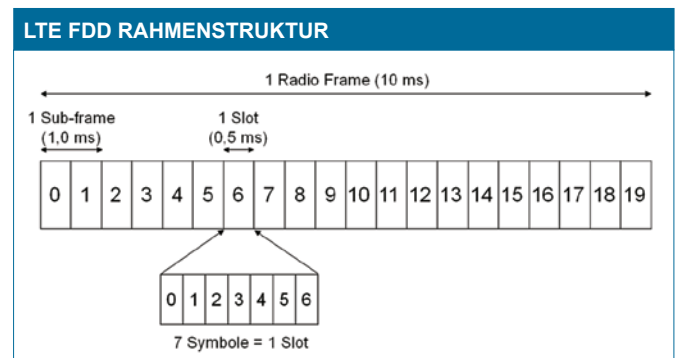 LTE FDD RAHMENSTRUKTUR
1 Radio Frame (10 ms)
1 Sub-frame
(1,0 ms)
1 Slot
(0,5 ms)
0 1 2 3 4 5 6 7 8 9 10 11 12 13 14 15 16 17 18 19
0 1 2 3 4 5 6
7 Symbole = 1 Slot